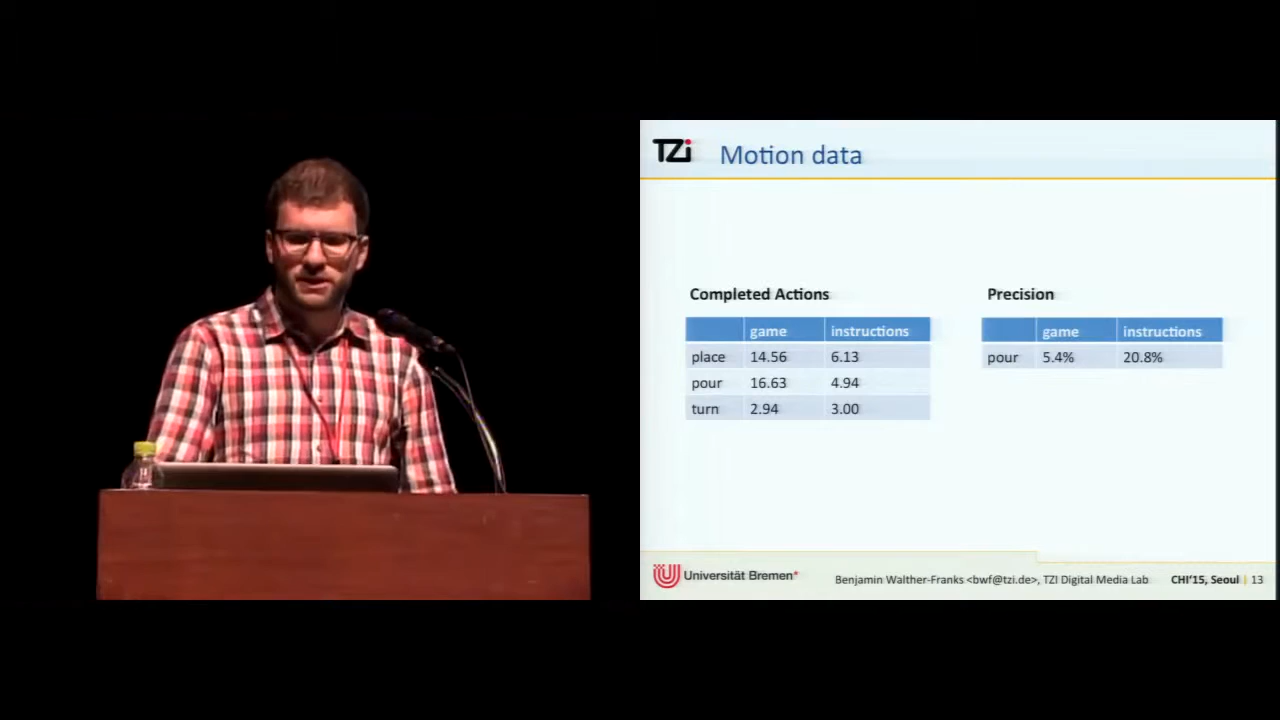 TZi
Motion data
Completed Actions
game instructions
place 14.56 6.13
pour 16.63 4.94
turn 2.94 3.00
Precision
game instructions
pour 5.4% 20.8%
Universität Bremen*
Benjamin Walther-Franks <bwf@tzi.de>, TZI Digital Media Lab
CHI'15, Seoul | 13